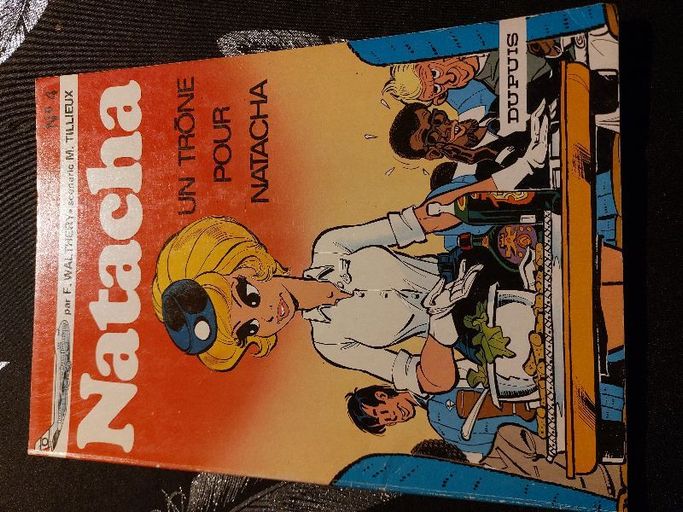 N° 4
par F. WALTHÉRY - scénario M. TILLIEUX
Natacha
UN TRÔNE
POUR
NATACHA
DUPUIS